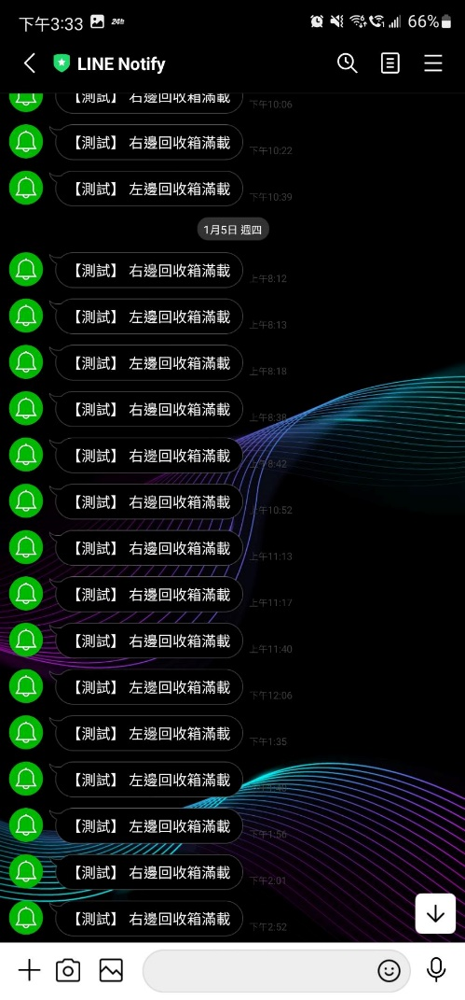 下午3:33 24h 66%
LINE Notify
【測試】 右邊回收箱滿載 下午10:06
【測試】 右邊回收箱滿載 下午10:22
【測試】 左邊回收箱滿載 下午10:39
1月5日 週四
【測試】 右邊回收箱滿載 上午8:12
【測試】 左邊回收箱滿載 上午8:13
【測試】 左邊回收箱滿載 上午8:18
【測試】 右邊回收箱滿載 上午8:38
【測試】 右邊回收箱滿載 上午8:42
【測試】 右邊回收箱滿載 上午10:52
【測試】 右邊回收箱滿載 上午11:13
【測試】 右邊回收箱滿載 上午11:17
【測試】 右邊回收箱滿載 上午11:40
【測試】 左邊回收箱滿載 下午12:06
【測試】 左邊回收箱滿載 下午1:35
【測試】 左邊回收箱滿載
【測試】 左邊回收箱滿載 下午1:56
【測試】 右邊回收箱滿載 下午2:01
【測試】 右邊回收箱滿載 下午2:52